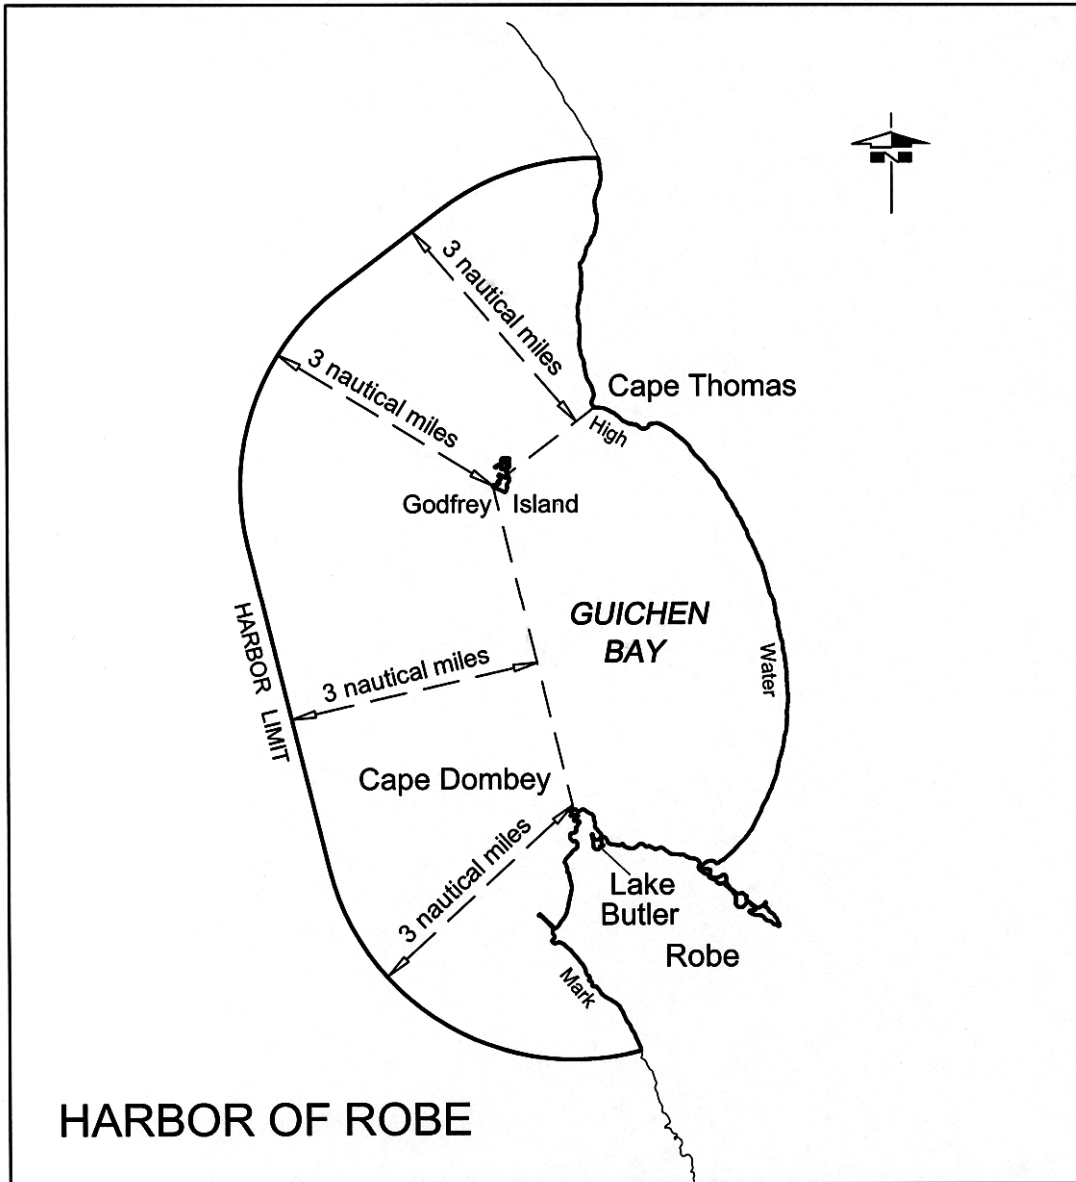 N
3 nautical miles
3 nautical miles
Cape Thomas
High
Godfrey Island
GUICHEN
BAY
Water
HARBOR LIMIT
3 nautical miles
Cape Dombey
3 nautical miles
Lake
Butler
Robe
Mark
HARBOR OF ROBE